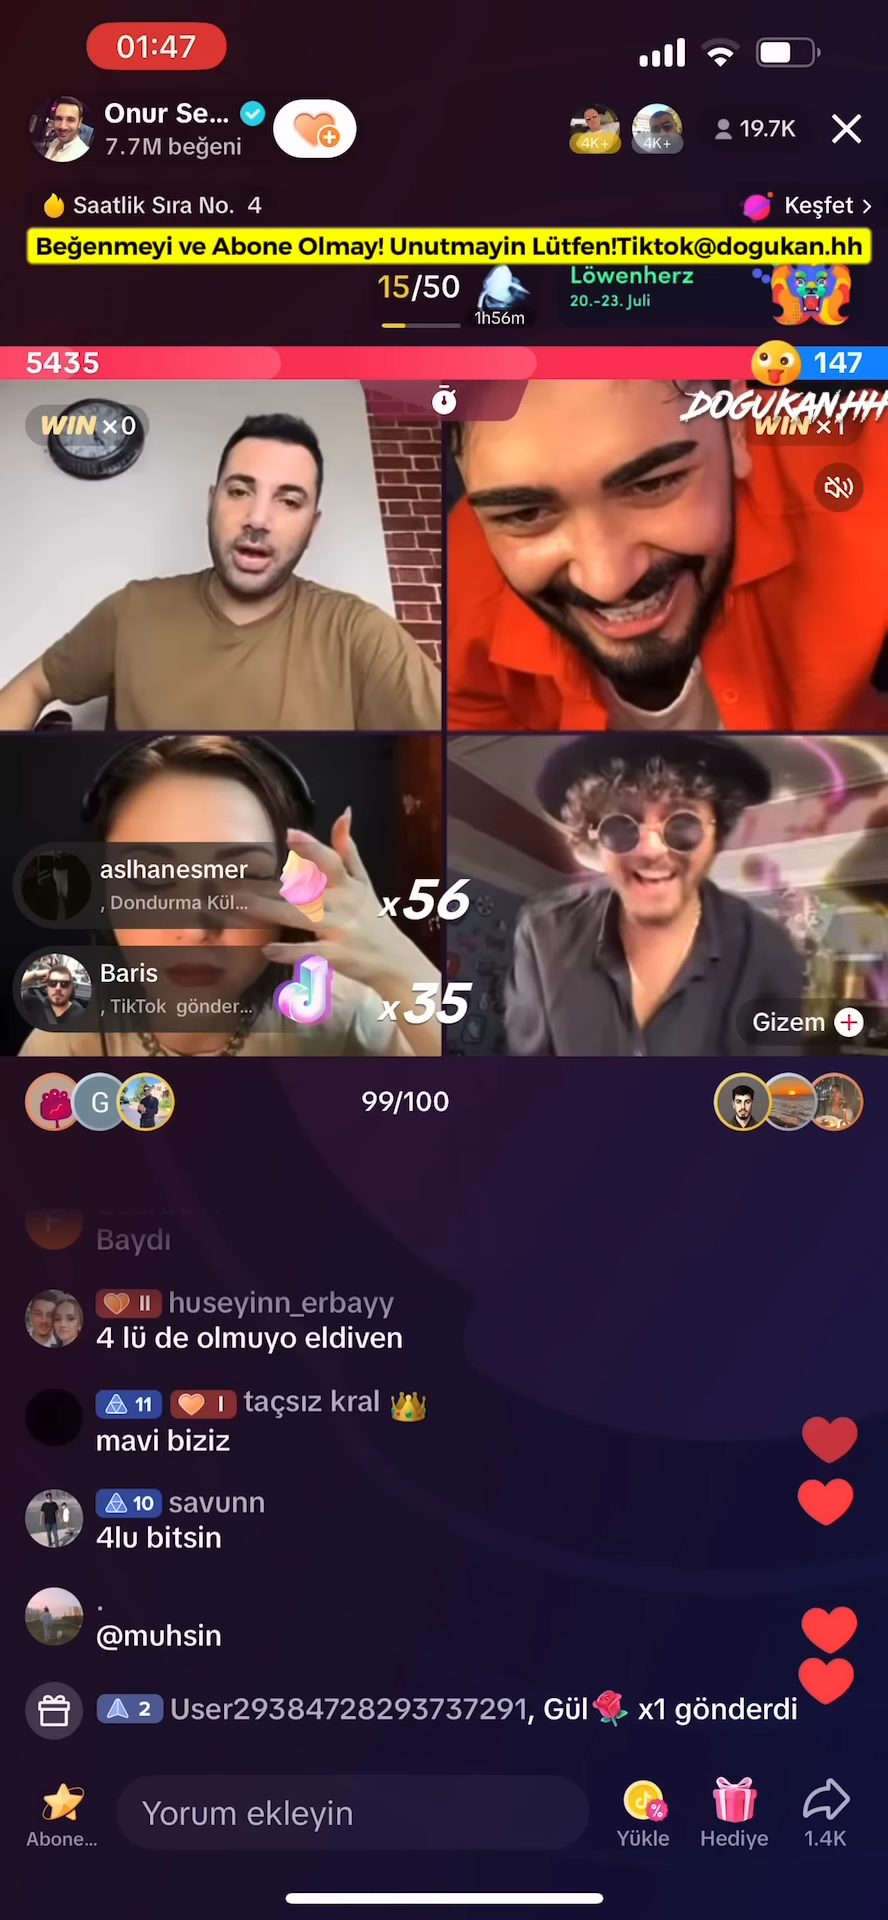 01:47
Onur Se...
7.7M beğeni
4K+
4K+
19.7K
Saatlik Sıra No. 4
Keşfet >
Beğenmeyi ve Abone Olmay! Unutmayin Lütfen!Tiktok@dogukan.hh
15/50
1h56m
Löwenherz
20.-23. Juli
5435
147
WIN x0
DOGUKAN.HH
WIN x1
aslhanesmer
, Dondurma Kül...
x56
Baris
, TikTok gönder...
x35
Gizem +
G
99/100
Baydı
II huseyinn_erbayy
4 lü de olmuyo eldiven
11 I taçsız kral
mavi biziz
10 savunn
4lu bitsin
.
@muhsin
2 User29384728293737291, Gül x1 gönderdi
Abone...
Yorum ekleyin
Yükle
Hediye
1.4K